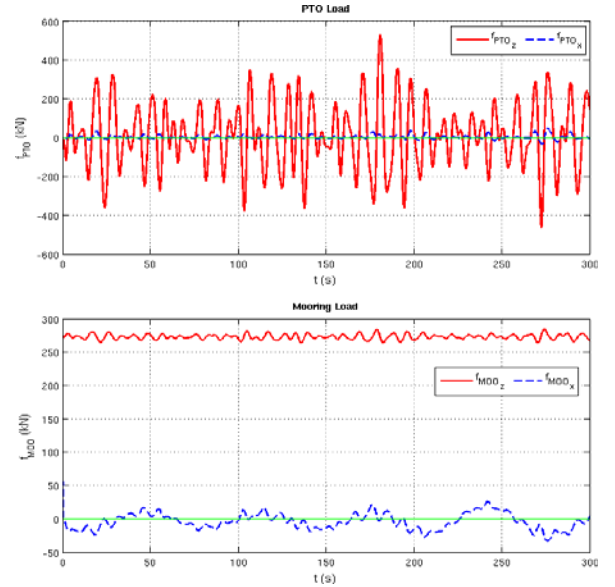 PTO Load
f_PTO_z f_PTO_x
600
400
200
0
-200
-400
-600
f_PTO (kN)
0 50 100 150 200 250 300
t (s)
Mooring Load
300
250
200
150
100
50
0
-50
f_MOO_z f_MOO_x
f_MOO (kN)
0 50 100 150 200 250 300
t (s)